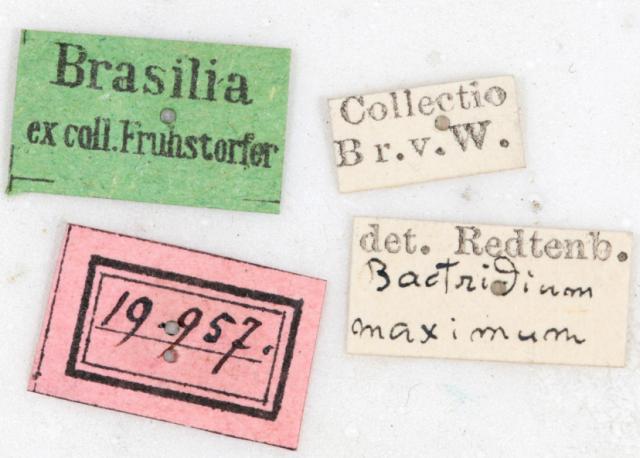 Brasilia
ex coll. Fruhstorfer
Collectio
Br. v. W.
19.957.
det. Redtenb.
Bactridium
maximum